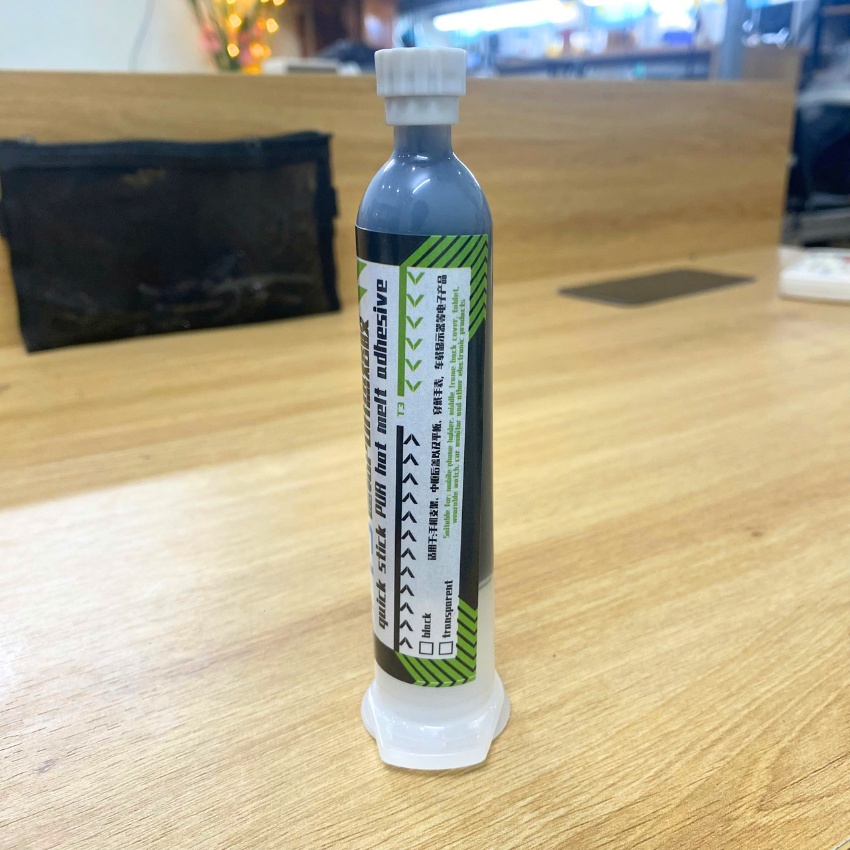 quick stick PUR hot melt adhesive
T3
适用于:手机支架、中框后盖以及平板、穿戴手表、车载显示器等电子产品
Suitable for: mobile phone holder, middle frame back cover, tablet,
wearable watch, car monitor and other electronic products
black
transparent